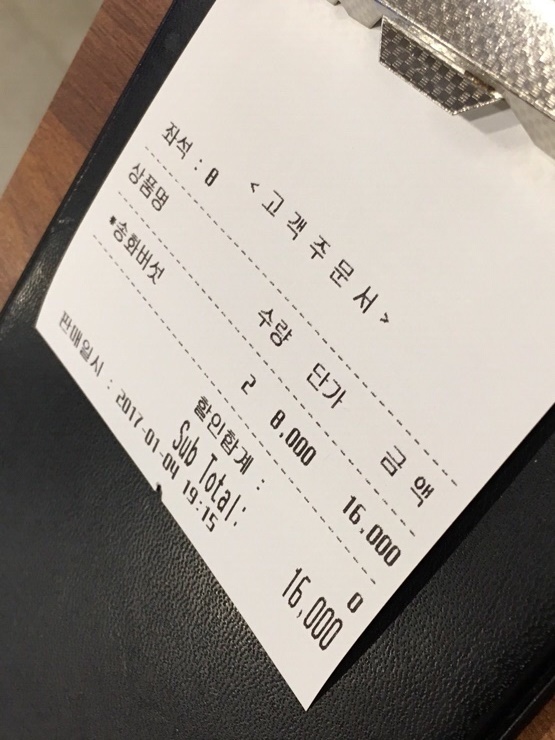 <고객주문서>
좌석 : 8
상품명 수량 단가 금액
*송화버섯 2 8,000 16,000
할인합계 : 0
Sub Total: 16,000
판매일시 : 2017-01-04 19:15